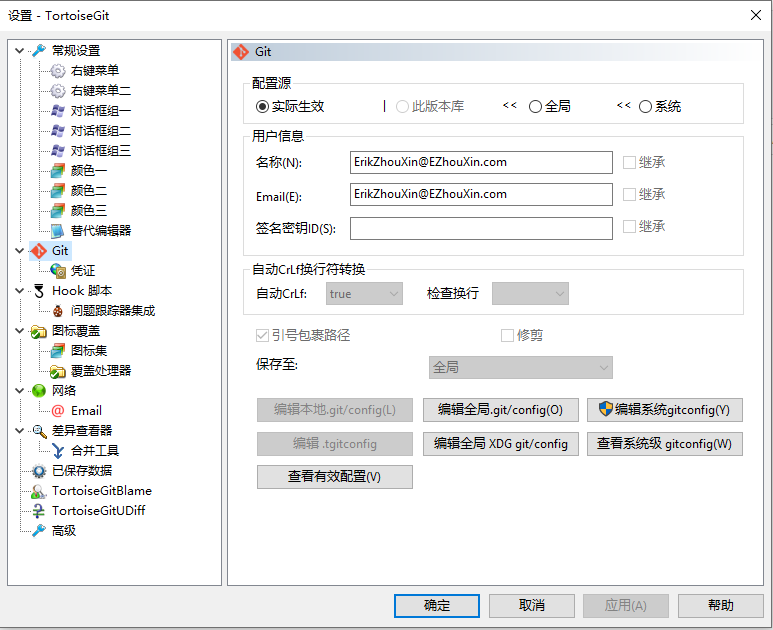 设置 - TortoiseGit
常规设置
右键菜单
右键菜单二
对话框组一
对话框组二
对话框组三
颜色一
颜色二
颜色三
替代编辑器
Git
凭证
Hook 脚本
问题跟踪器集成
图标覆盖
图标集
覆盖处理器
网络
Email
差异查看器
合并工具
已保存数据
TortoiseGitBlame
TortoiseGitUDiff
高级
Git
配置源
实际生效 | 此版本库 << 全局 << 系统
用户信息
名称(N): ErikZhouXin@EZhouXin.com 继承
Email(E): ErikZhouXin@EZhouXin.com 继承
签名密钥ID(S): 继承
自动CrLf换行符转换
自动CrLf: true 检查换行
引号包裹路径 修剪
保存至: 全局
编辑本地.git/config(L) 编辑全局.git/config(O) 编辑系统gitconfig(Y)
编辑 .tgitconfig 编辑全局 XDG git/config 查看系统级 gitconfig(W)
查看有效配置(V)
确定 取消 应用(A) 帮助